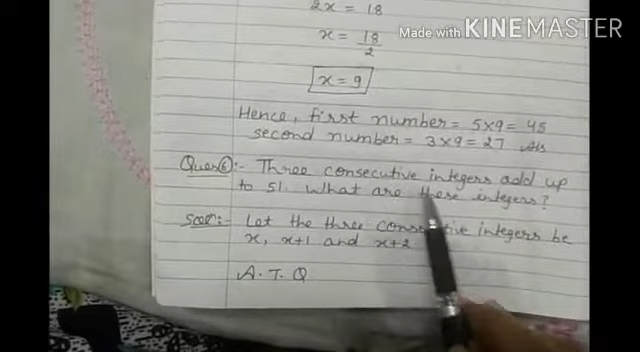 2x = 18
x = 18/2
Made with KINEMASTER
x = 9
Hence, first number = 5×9 = 45
second number = 3×9 = 27 Ans
Ques 6:- Three consecutive integers add up
to 51. What are these integers?
Sol:- Let the three consecutive integers be
x, x+1 and x+2
A.T.Q